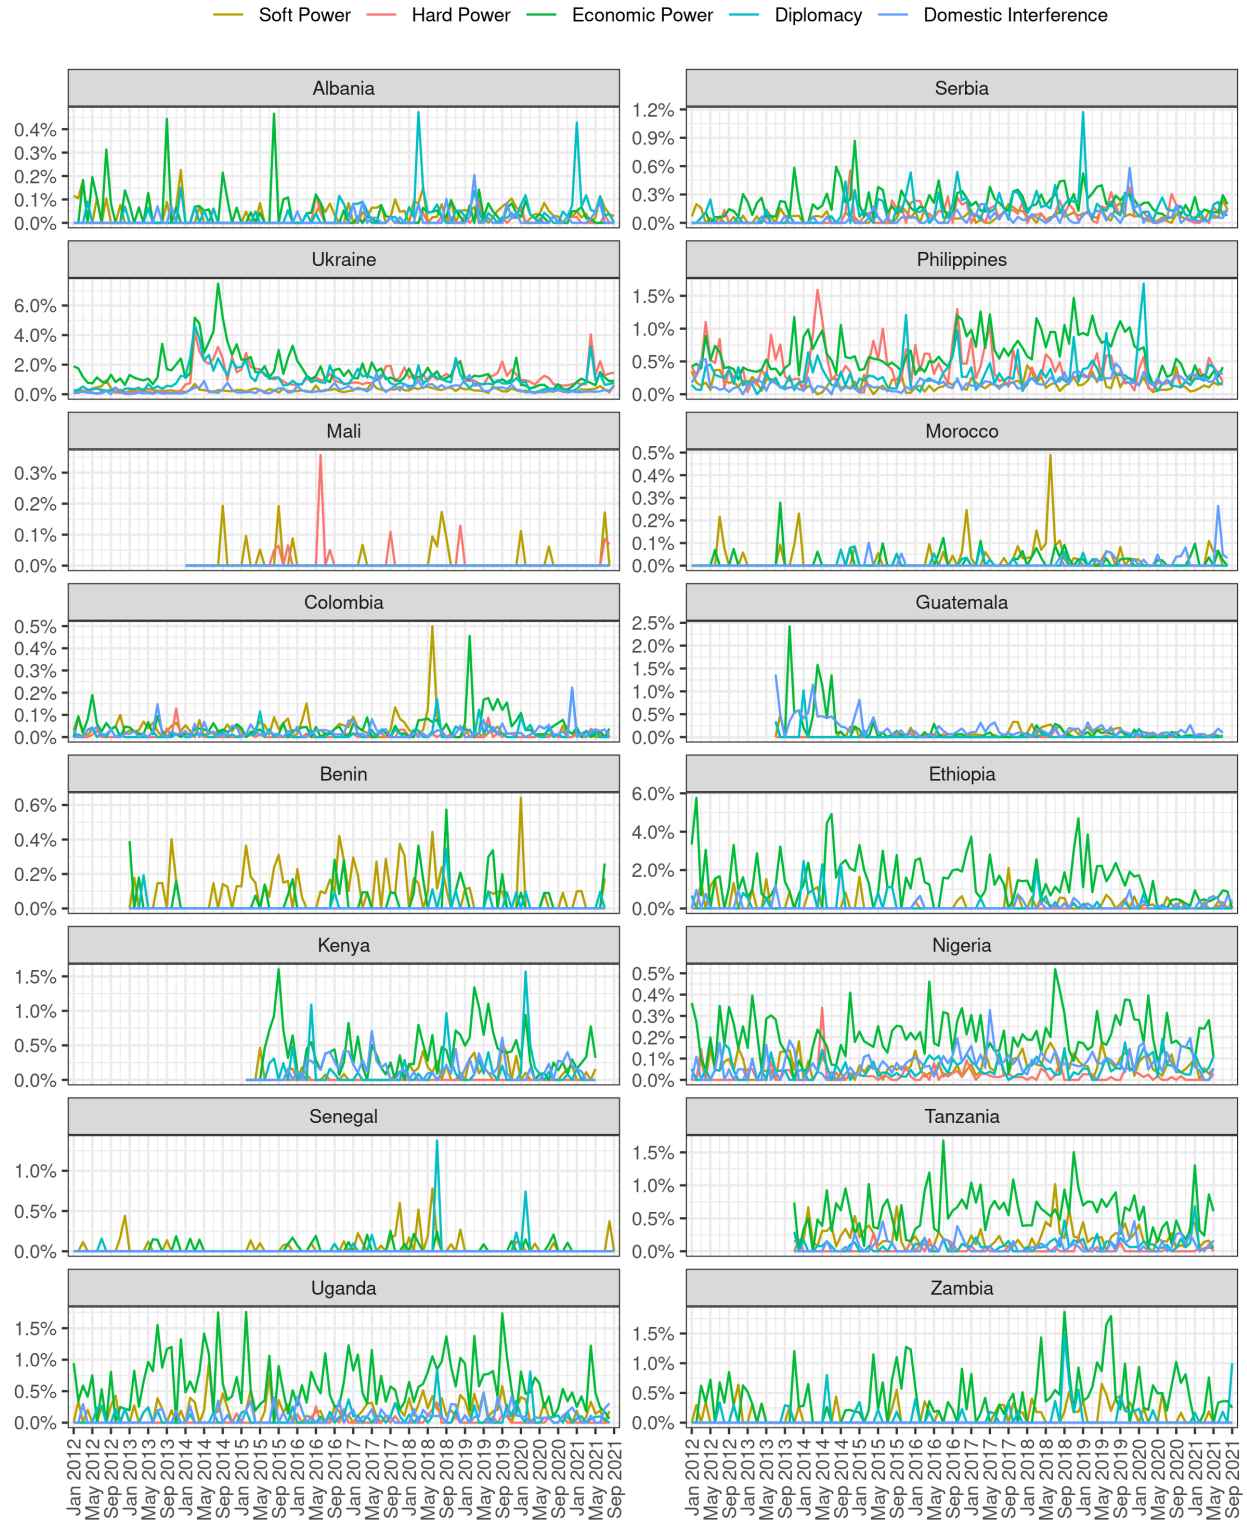 Soft Power Hard Power Economic Power Diplomacy Domestic Interference
Albania Serbia
0.4% 0.3% 0.2% 0.1% 0.0%
1.2% 0.9% 0.6% 0.3% 0.0%
Ukraine Philippines
6.0% 4.0% 2.0% 0.0%
1.5% 1.0% 0.5% 0.0%
Mali Morocco
0.3% 0.2% 0.1% 0.0%
0.5% 0.4% 0.3% 0.2% 0.1% 0.0%
Colombia Guatemala
0.5% 0.4% 0.3% 0.2% 0.1% 0.0%
2.5% 2.0% 1.5% 1.0% 0.5% 0.0%
Benin Ethiopia
0.6% 0.4% 0.2% 0.0%
6.0% 4.0% 2.0% 0.0%
Kenya Nigeria
1.5% 1.0% 0.5% 0.0%
0.5% 0.4% 0.3% 0.2% 0.1% 0.0%
Senegal Tanzania
1.0% 0.5% 0.0%
1.5% 1.0% 0.5% 0.0%
Uganda Zambia
1.5% 1.0% 0.5% 0.0%
1.5% 1.0% 0.5% 0.0%
Jan 2012 May 2012 Sep 2012 Jan 2013 May 2013 Sep 2013 Jan 2014 May 2014 Sep 2014 Jan 2015 May 2015 Sep 2015 Jan 2016 May 2016 Sep 2016 Jan 2017 May 2017 Sep 2017 Jan 2018 May 2018 Sep 2018 Jan 2019 May 2019 Sep 2019 Jan 2020 May 2020 Sep 2020 Jan 2021 May 2021 Sep 2021
Jan 2012 May 2012 Sep 2012 Jan 2013 May 2013 Sep 2013 Jan 2014 May 2014 Sep 2014 Jan 2015 May 2015 Sep 2015 Jan 2016 May 2016 Sep 2016 Jan 2017 May 2017 Sep 2017 Jan 2018 May 2018 Sep 2018 Jan 2019 May 2019 Sep 2019 Jan 2020 May 2020 Sep 2020 Jan 2021 May 2021 Sep 2021